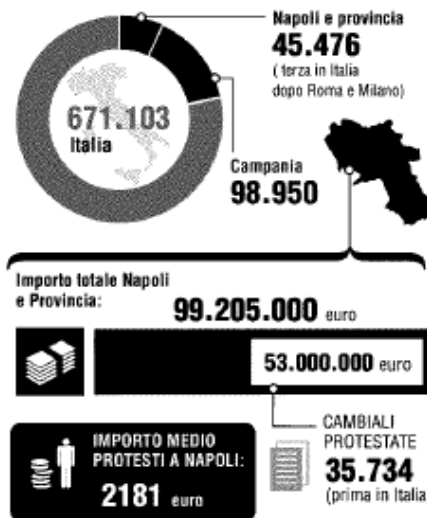 Napoli e provincia
45.476
( terza in Italia
dopo Roma e Milano)
671.103
Italia
Campania
98.950
Importo totale Napoli
e Provincia:
99.205.000 euro
53.000.000 euro
CAMBIALI
PROTESTATE
35.734
(prima in Italia
IMPORTO MEDIO
PROTESTI A NAPOLI:
2181 euro